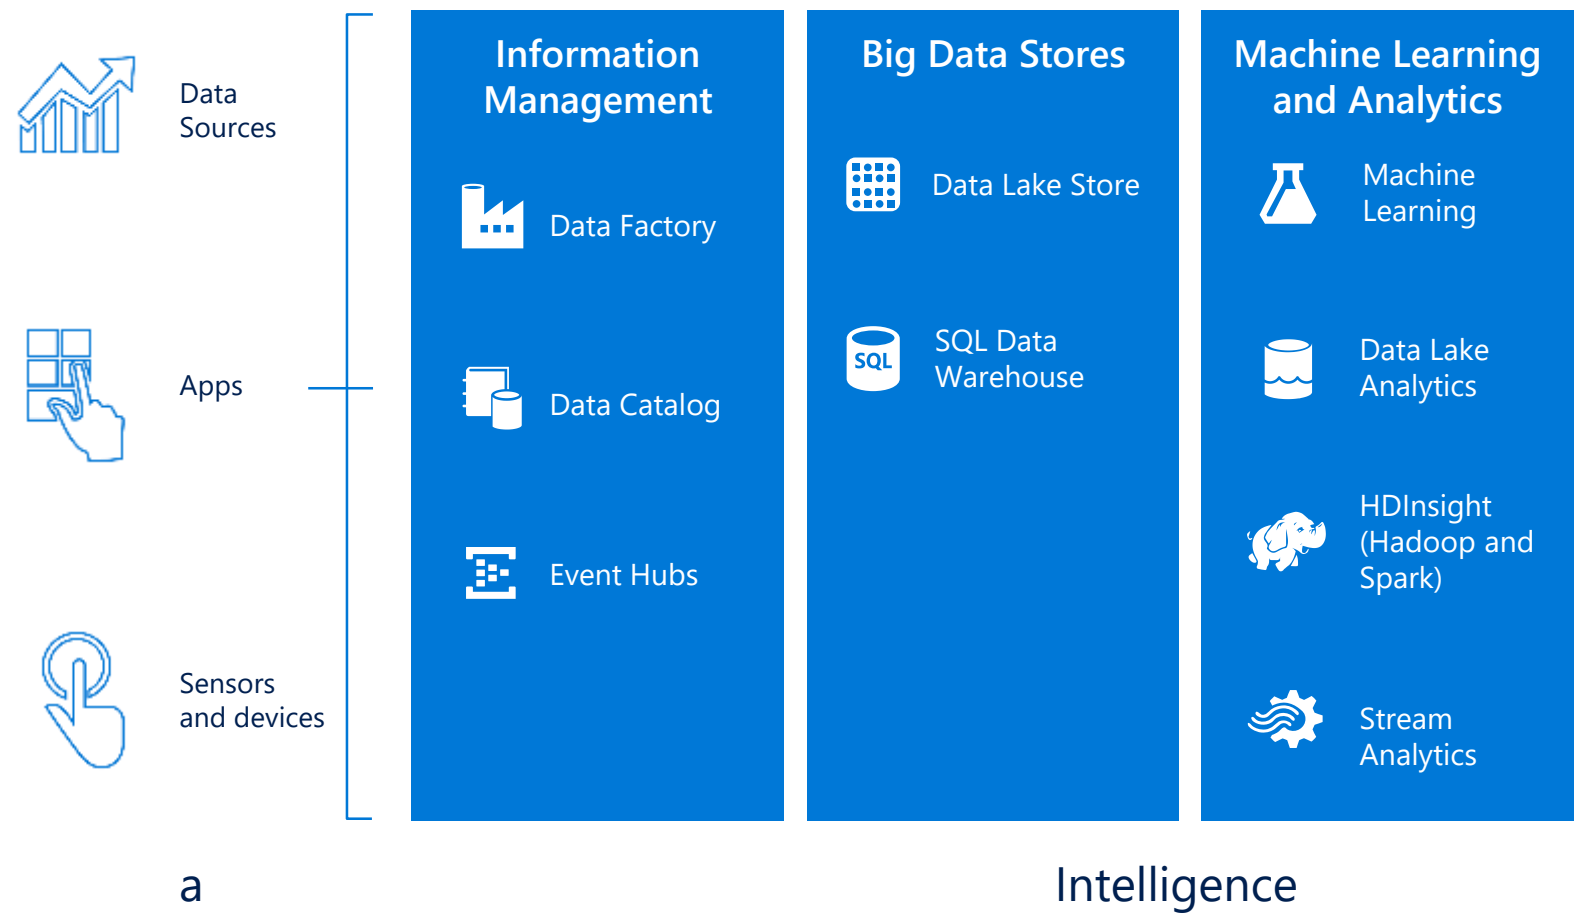 Data
Sources
Apps
Sensors
and devices
Information
Management
Data Factory
Data Catalog
Event Hubs
Big Data Stores
Data Lake Store
SQL
SQL Data
Warehouse
Machine Learning
and Analytics
Machine
Learning
Data Lake
Analytics
HDInsight
(Hadoop and
Spark)
Stream
Analytics
a
Intelligence